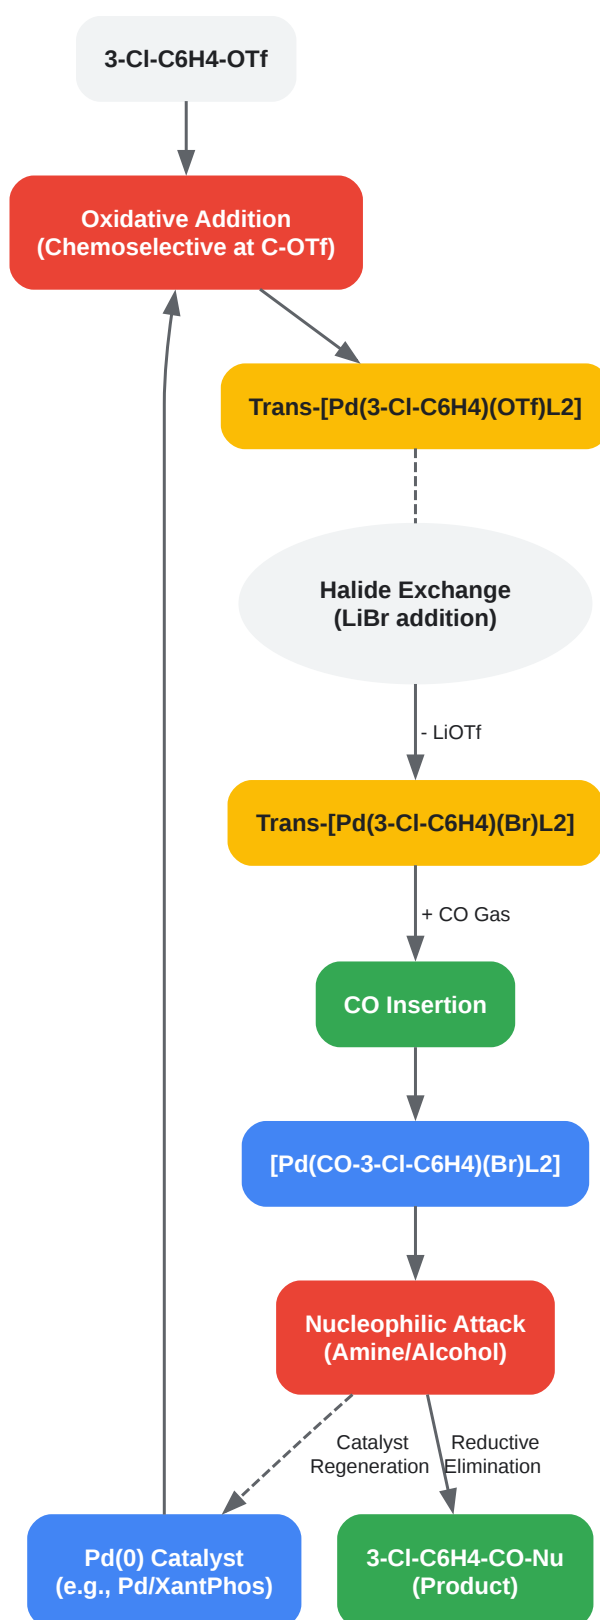 3-Cl-C6H4-OTf
Oxidative Addition
(Chemoselective at C-OTf)
Trans-[Pd(3-Cl-C6H4)(OTf)L2]
Halide Exchange
(LiBr addition)
- LiOTf
Trans-[Pd(3-Cl-C6H4)(Br)L2]
+ CO Gas
CO Insertion
[Pd(CO-3-Cl-C6H4)(Br)L2]
Nucleophilic Attack
(Amine/Alcohol)
Catalyst
Regeneration
Reductive
Elimination
Pd(0) Catalyst
(e.g., Pd/XantPhos)
3-Cl-C6H4-CO-Nu
(Product)